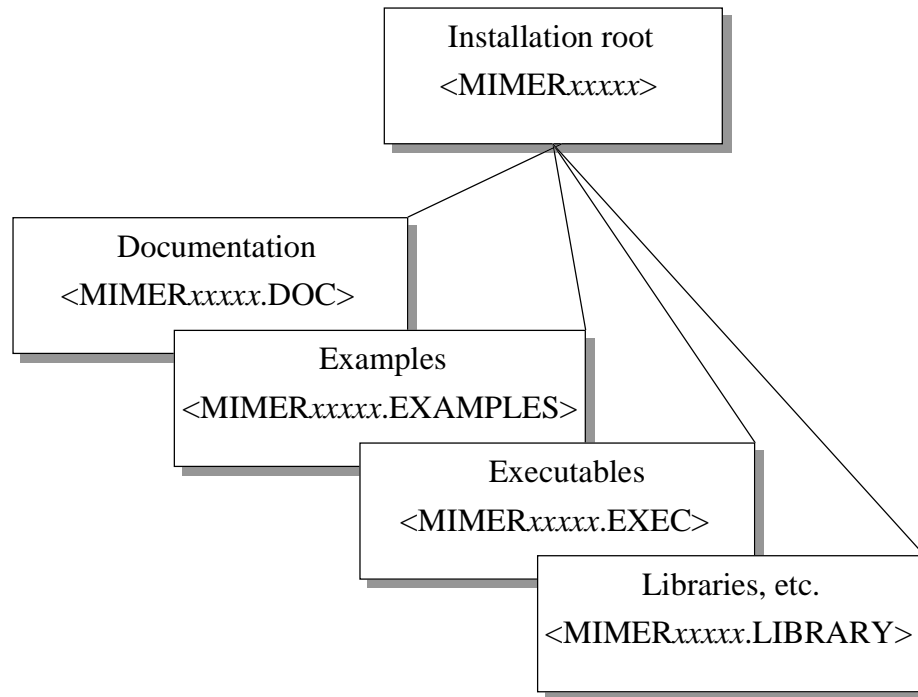 Installation root
<MIMERxxxxx>
Documentation
<MIMERxxxxx.DOC>
Examples
<MIMERxxxxx.EXAMPLES>
Executables
<MIMERxxxxx.EXEC>
Libraries, etc.
<MIMERxxxxx.LIBRARY>